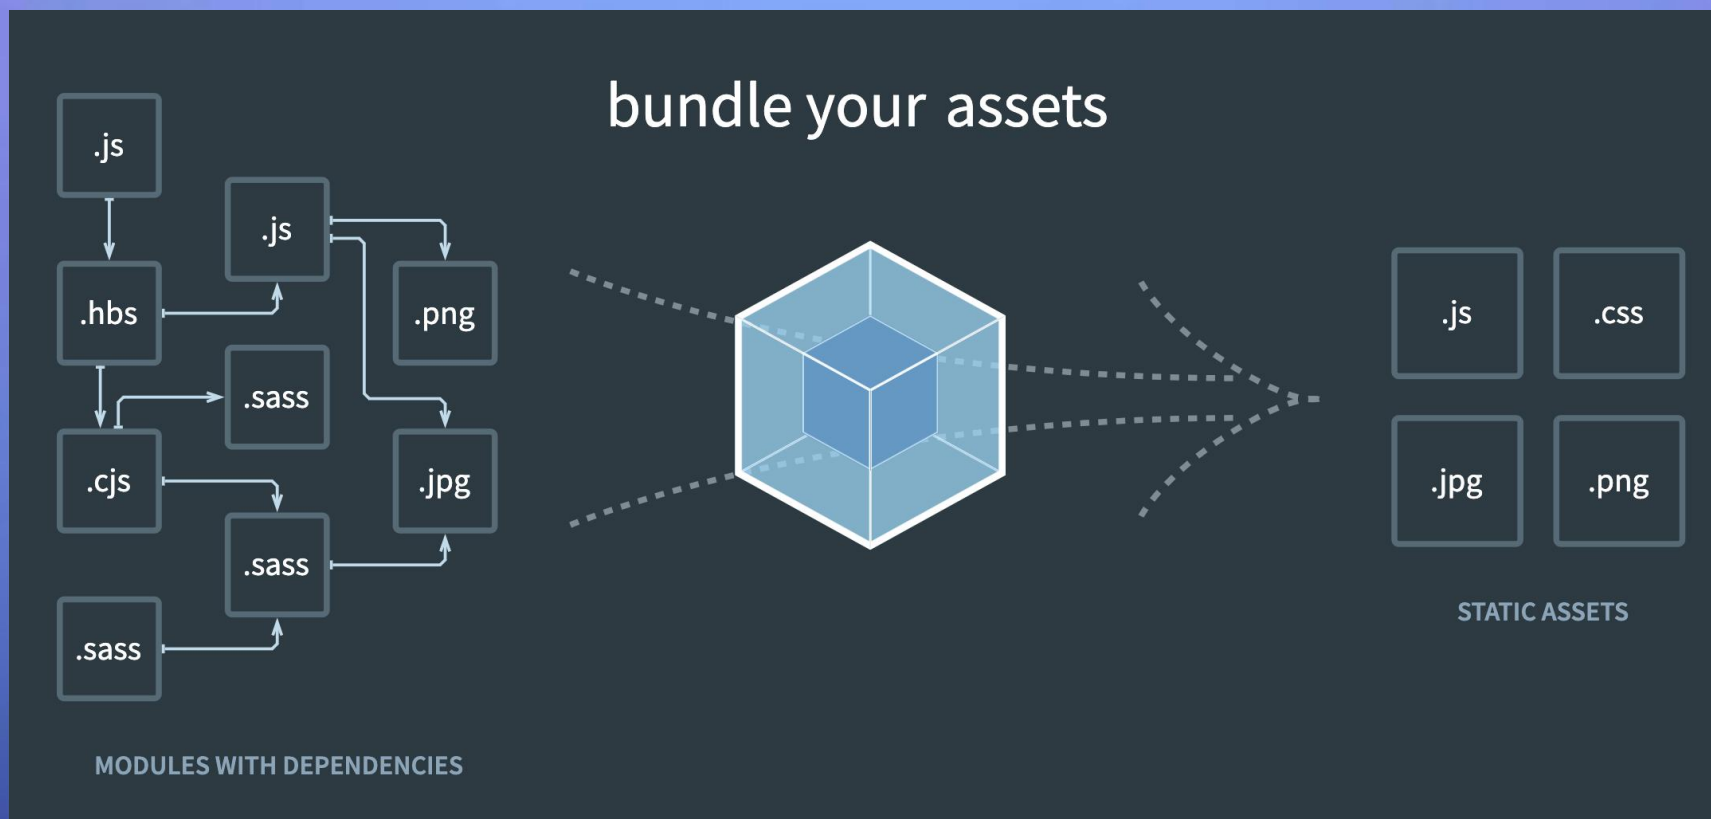 bundle your assets
.js
.js
.hbs
.png
.sass
.cjs
.jpg
.sass
.sass
MODULES WITH DEPENDENCIES
.js
.css
.jpg
.png
STATIC ASSETS